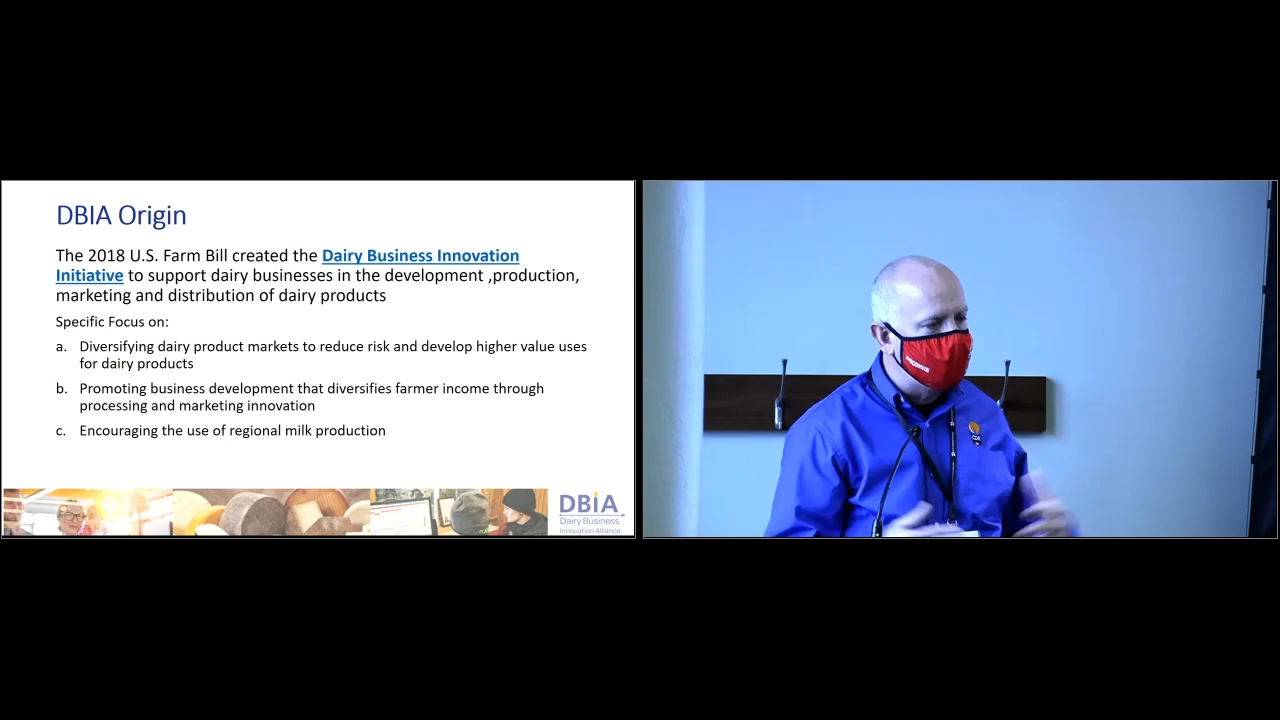 DBIA Origin
The 2018 U.S. Farm Bill created the Dairy Business Innovation
Initiative to support dairy businesses in the development ,production,
marketing and distribution of dairy products
Specific Focus on:
a. Diversifying dairy product markets to reduce risk and develop higher value uses
for dairy products
b. Promoting business development that diversifies farmer income through
processing and marketing innovation
c. Encouraging the use of regional milk production
DBIA
Dairy Business
Innovation Alliance
WISCONSIN
CDR